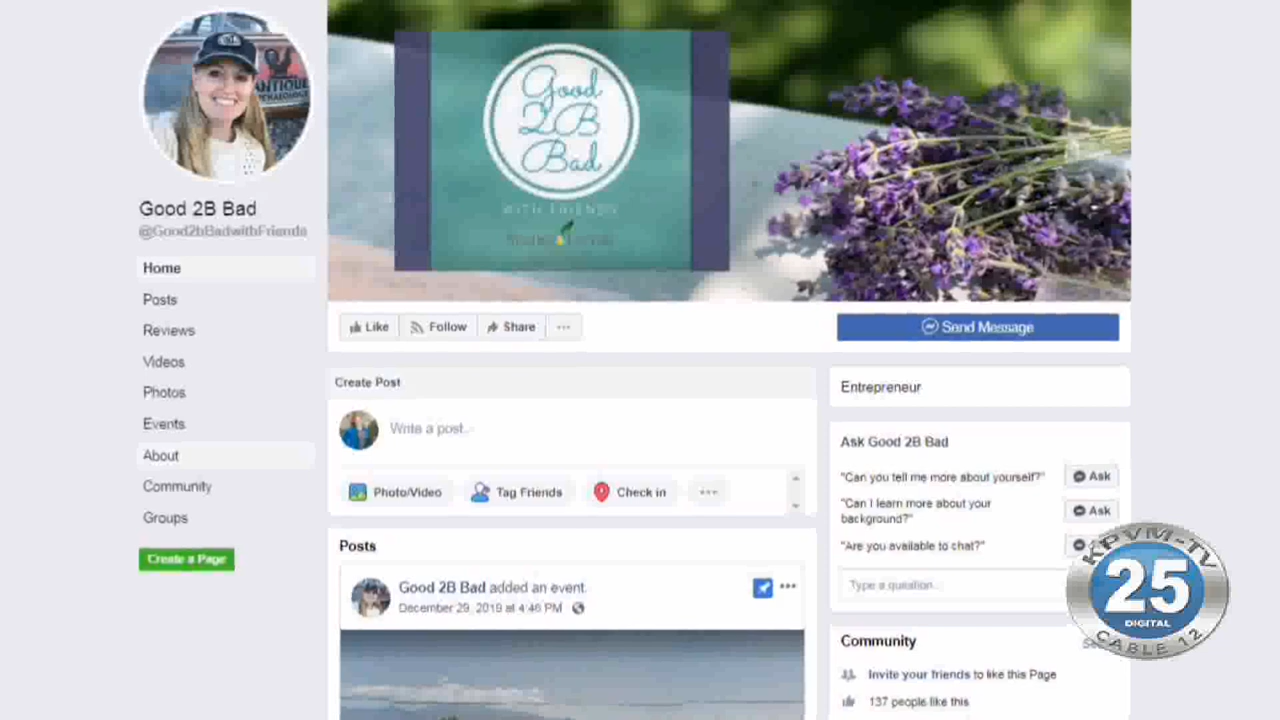 ANTIQUE
Good 2B Bad
@Good2bBadwithFriends
Home
Posts
Reviews
Videos
Photos
Events
About
Community
Groups
Create a Page
Good
2B
Bad
WITH FRIENDS
Like
Follow
Share
...
Send Message
Create Post
Write a post..
Photo/Video
Tag Friends
Check in
...
Posts
Good 2B Bad added an event.
December 29, 2019 at 4:46 PM
Entrepreneur
Ask Good 2B Bad
"Can you tell me more about yourself?"
Ask
"Can I learn more about your
background?"
Ask
"Are you available to chat?"
Type a question...
Community
Invite your friends to like this Page
137 people like this
KPVM-TV
25
DIGITAL
CABLE 12